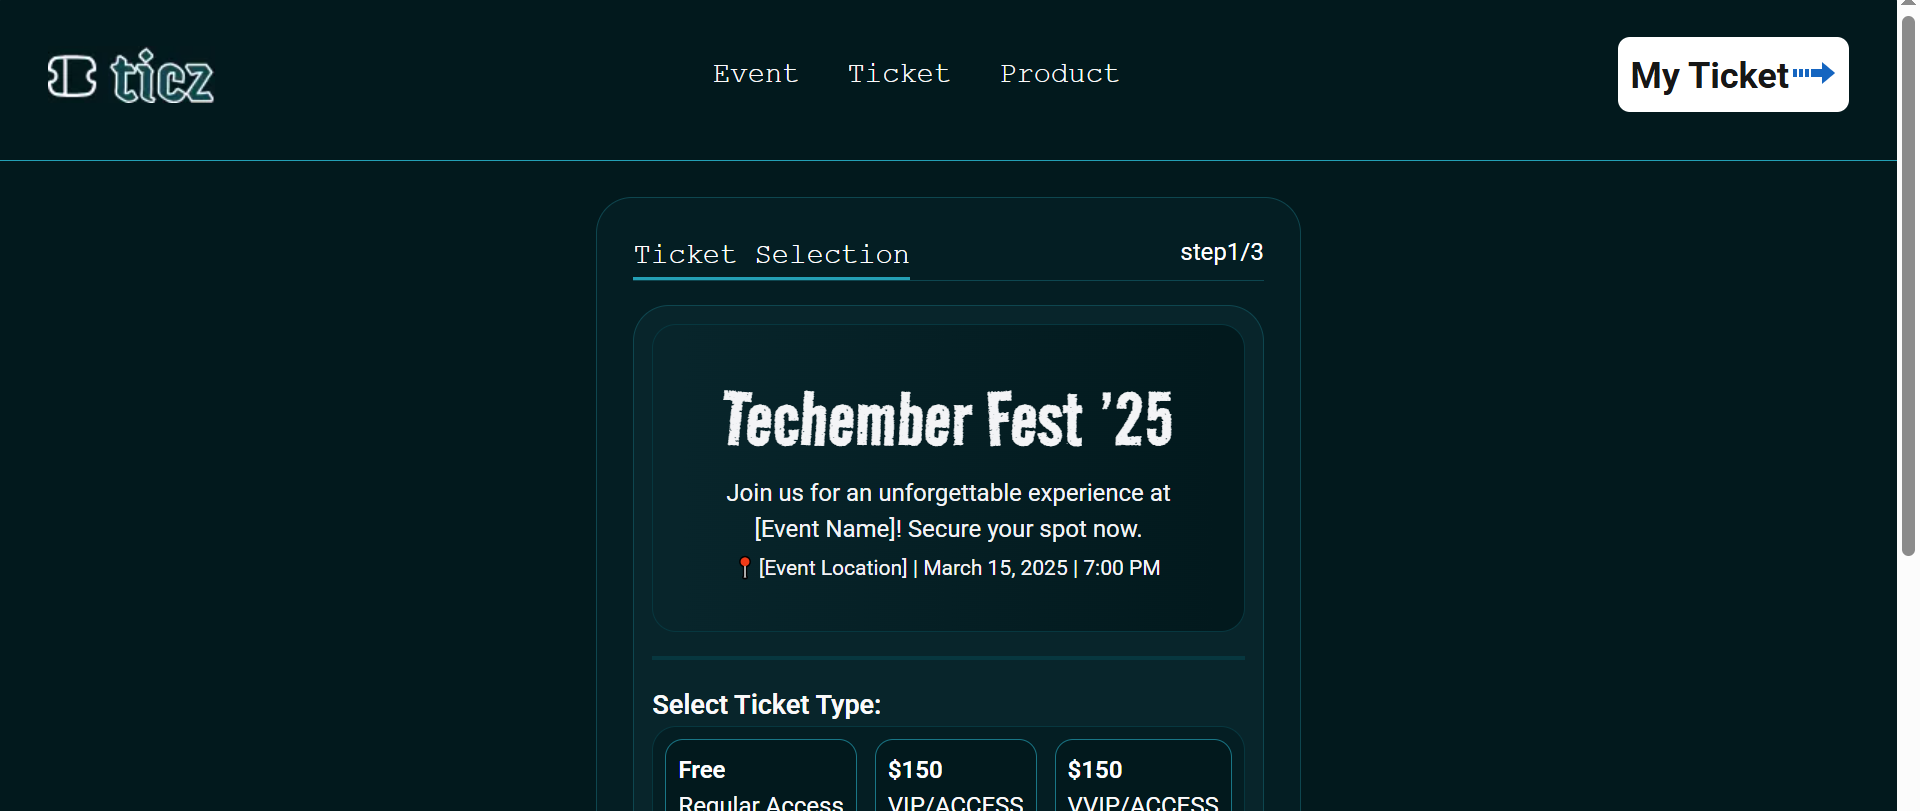 ticz
Event Ticket Product
My Ticket
Ticket Selection
step1/3
Techember Fest ’25
Join us for an unforgettable experience at
[Event Name]! Secure your spot now.
[Event Location] | March 15, 2025 | 7:00 PM
Select Ticket Type:
Free
Regular Access
$150
VIP/ACCESS
$150
VVIP/ACCESS